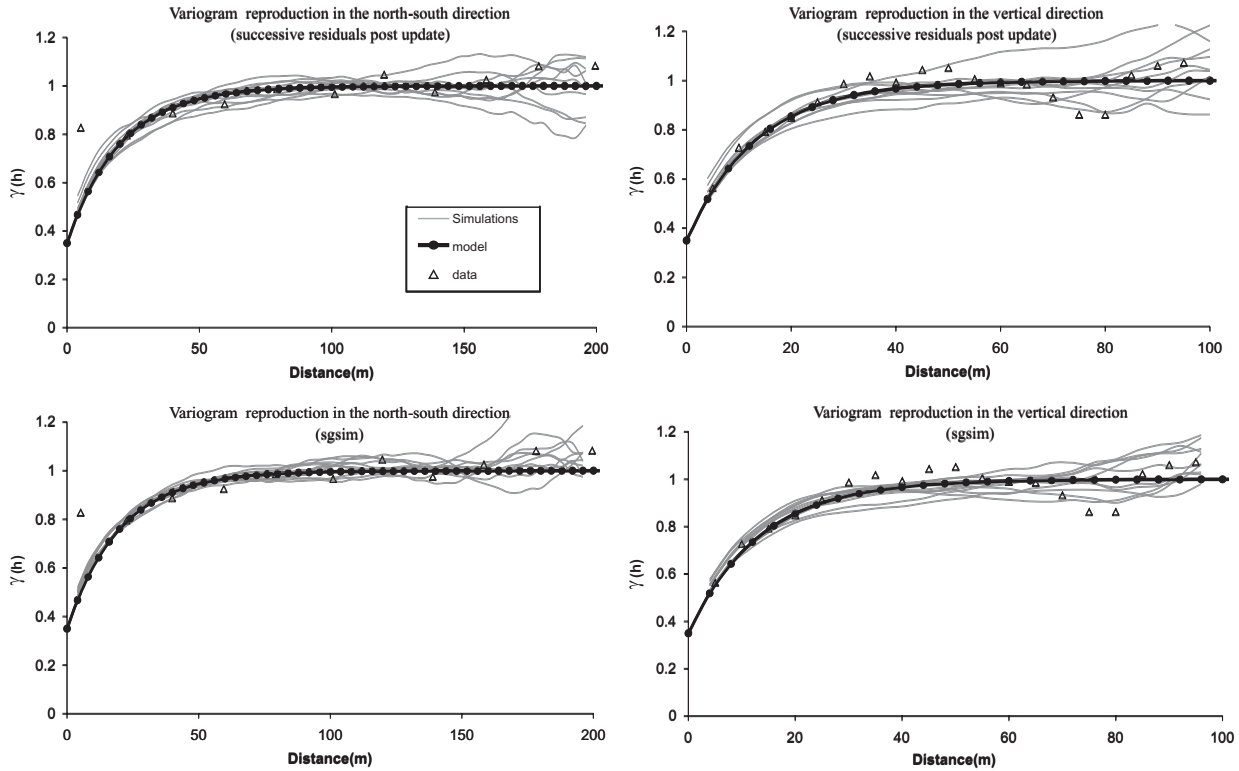 Variogram reproduction in the north-south direction
(successive residuals post update)
1.2
1
0.8
0.6
0.4
0.2
0
γ (h)
Simulations
model
data
0 50 100 150 200
Distance(m)
Variogram reproduction in the vertical direction
(successive residuals post update)
1.2
1
0.8
0.6
0.4
0.2
0
γ (h)
0 20 40 60 80 100
Distance(m)
Variogram reproduction in the north-south direction
(sgsim)
1.2
1
0.8
0.6
0.4
0.2
0
γ (h)
0 50 100 150 200
Distance(m)
Variogram reproduction in the vertical direction
(sgsim)
1.2
1
0.8
0.6
0.4
0.2
0
γ (h)
0 20 40 60 80 100
Distance(m)